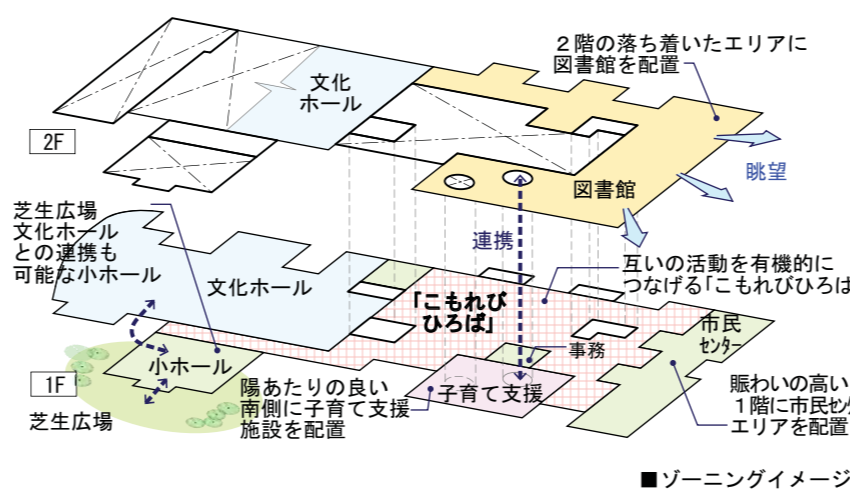 2階の落ち着いたエリアに
図書館を配置
文化
ホール
2F
眺望
図書館
芝生広場
文化ホール
との連携も
可能な小ホール
連携
互いの活動を有機的に
つなげる「こもれびひろば
文化ホール
「こもれび
ひろば」
市民
センター
事務
小ホール
1F
陽あたりの良い
南側に子育て支援
施設を配置
子育て支援
賑わいの高い
1階に市民セン
エリアを配置
芝生広場
■ゾーニングイメージ